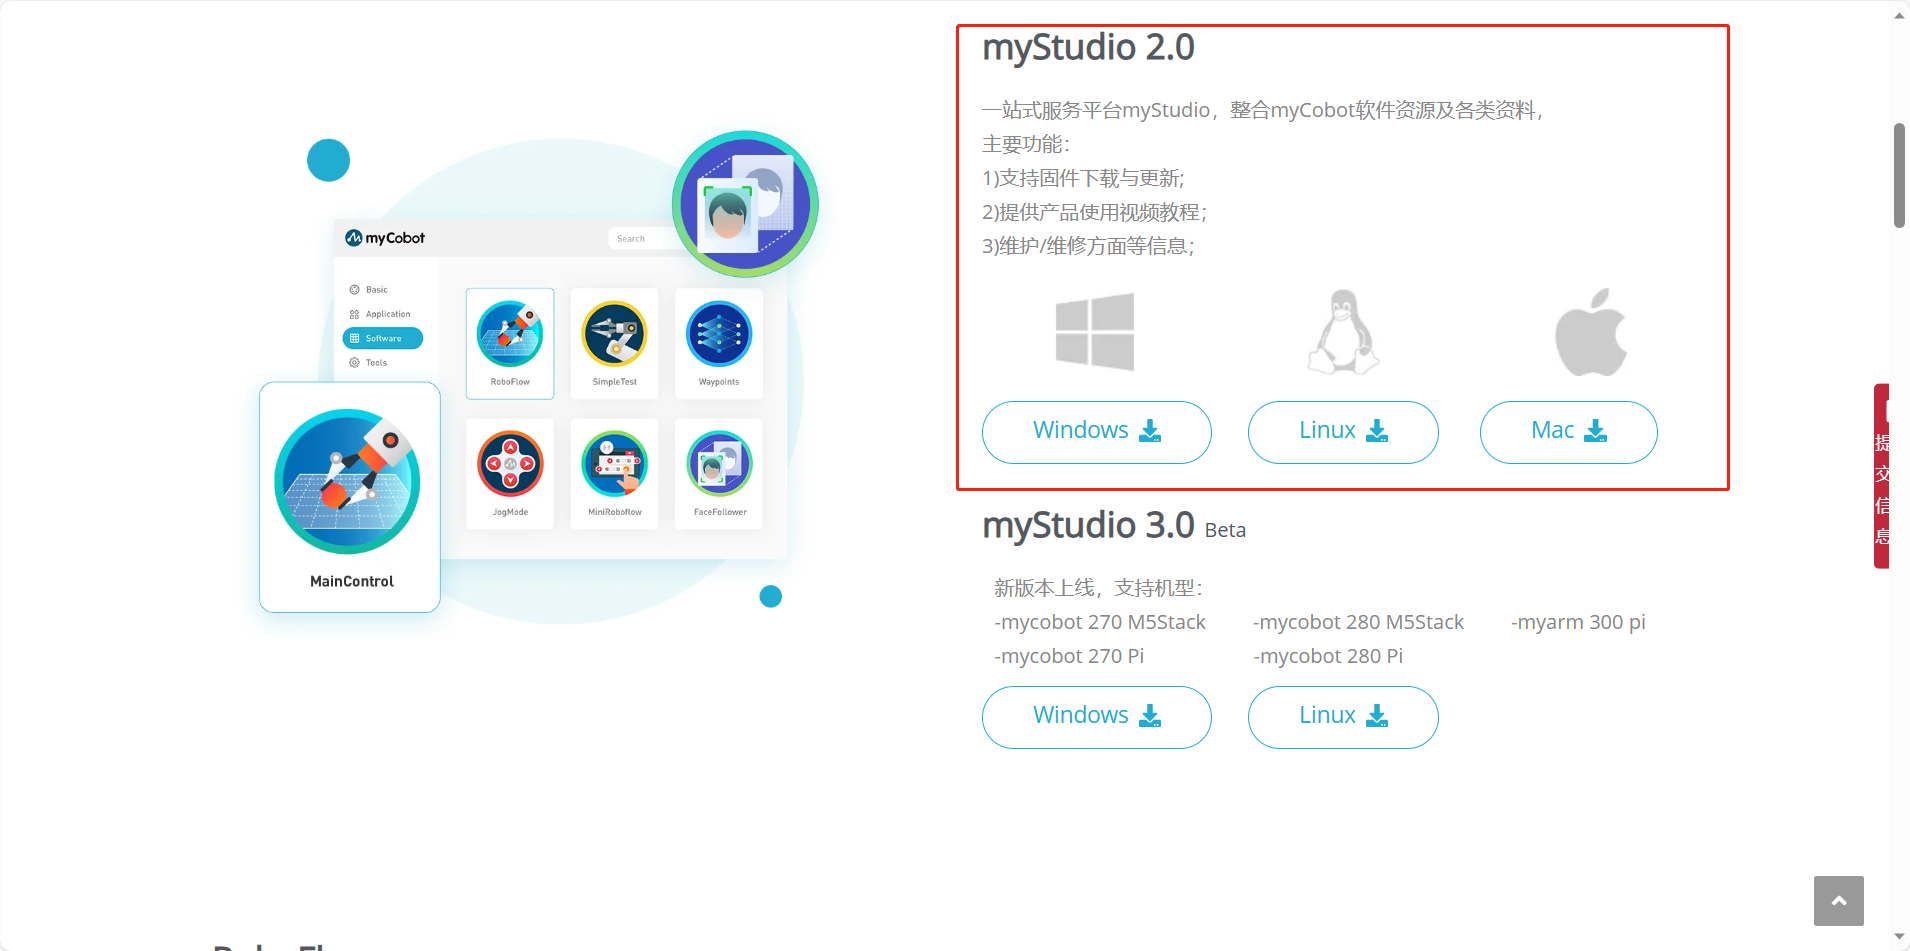 myStudio 2.0
一站式服务平台myStudio，整合myCobot软件资源及各类资料，
主要功能：
1)支持固件下载与更新;
2)提供产品使用视频教程；
3)维护/维修方面等信息；
Windows
Linux
Mac
myStudio 3.0 Beta
新版本上线，支持机型：
-mycobot 270 M5Stack
-mycobot 280 M5Stack
-myarm 300 pi
-mycobot 270 Pi
-mycobot 280 Pi
Windows
Linux
myCobot
Search
Basic
Application
Software
Tools
RoboFlow
SimpleTest
Waypoints
JogMode
MiniRoboflow
FaceFollower
MainControl
提交信息